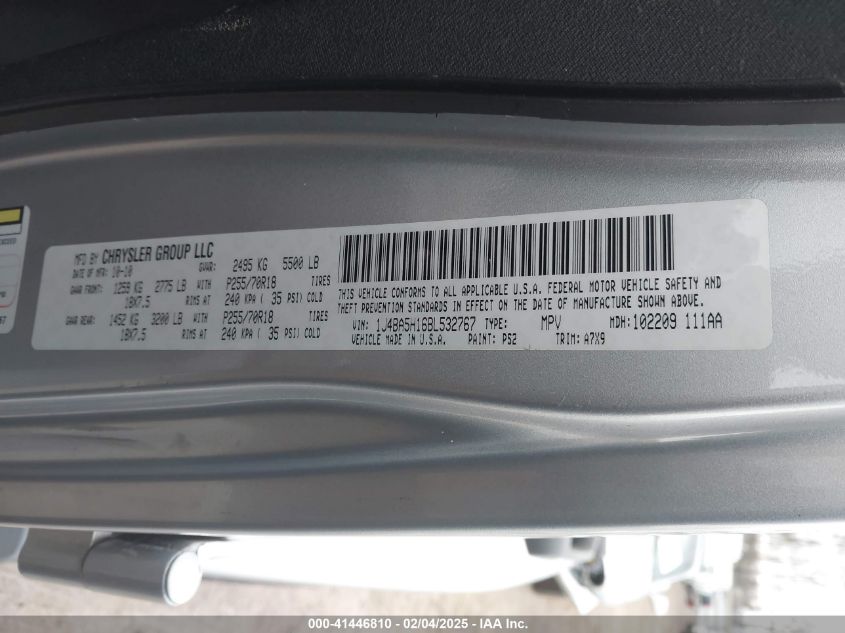 MFD BY CHRYSLER GROUP LLC
DATE OF MFR: 10-10 GVWR: 2495 KG 5500 LB
GAWR FRONT: 1259 KG 2775 LB WITH P255/70R18 TIRES
18X7.5 RIMS AT 240 KPA ( 35 PSI) COLD
GAWR REAR: 1452 KG 3200 LB WITH P255/70R18 TIRES
18X7.5 RIMS AT 240 KPA ( 35 PSI) COLD
THIS VEHICLE CONFORMS TO ALL APPLICABLE U.S.A. FEDERAL MOTOR VEHICLE SAFETY AND
THEFT PREVENTION STANDARDS IN EFFECT ON THE DATE OF MANUFACTURE SHOWN ABOVE.
VIN: 1J4BA5H16BL532767 TYPE: MPV MDH: 102209 111AA
VEHICLE MADE IN U.S.A. PAINT: PS2 TRIM: A7X9
000-41446810 / 02/04/2025 - IAA Inc.